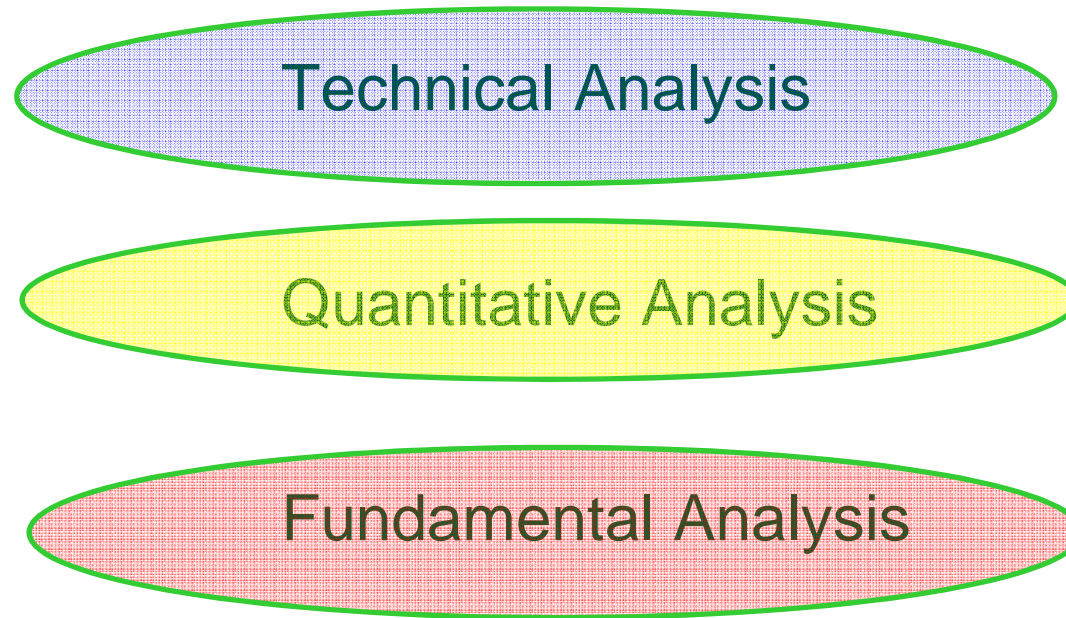 Technical Analysis
Quantitative Analysis
Fundamental Analysis